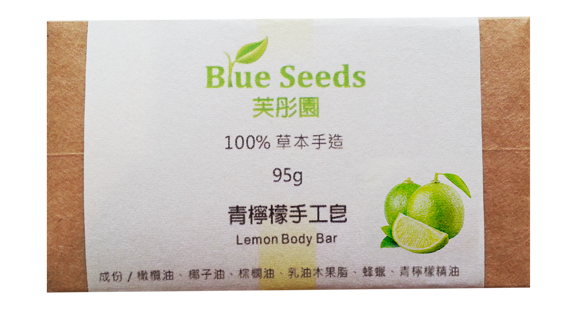 Blue Seeds
芙彤園
100% 草本手造
95g
青檸檬手工皂
Lemon Body Bar
成份 / 橄欖油、椰子油、棕櫚油、乳油木果脂、蜂蠟、青檸檬精油